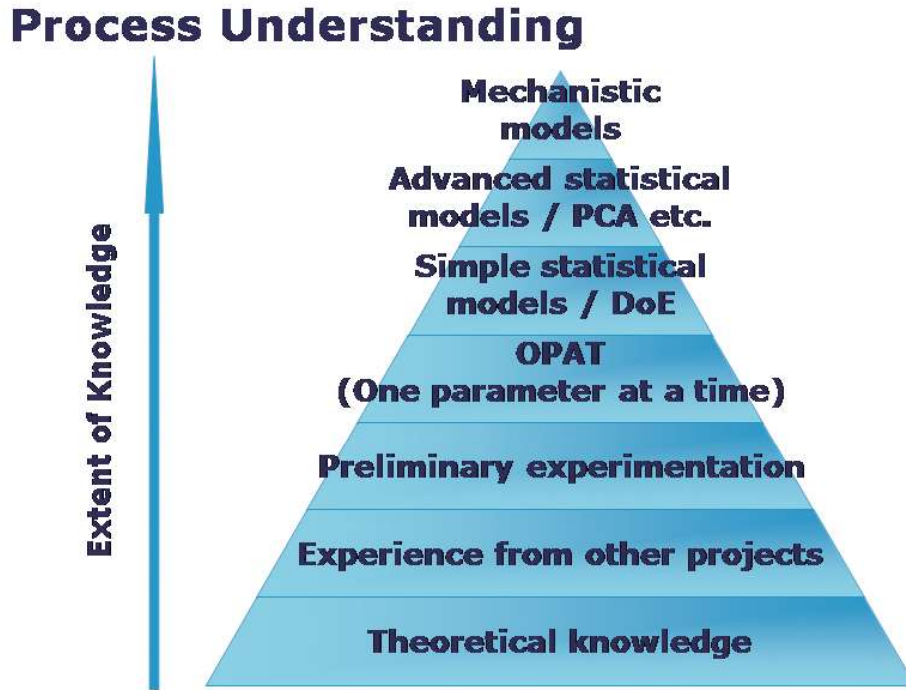 Process Understanding
Extent of Knowledge
Mechanistic
models
Advanced statistical
models / PCA etc.
Simple statistical
models / DoE
OPAT
(One parameter at a time)
Preliminary experimentation
Experience from other projects
Theoretical knowledge